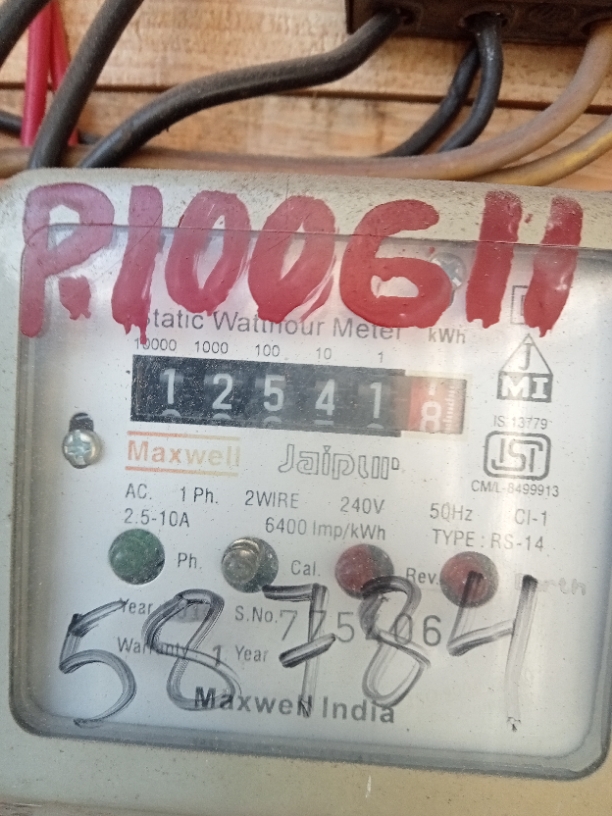 P.100611
Static Watthour Meter kWh
10000 1000 100 10 1
1 2 5 4 1 8
J
MI
IS 13779
ISI
CM/L-8499913
Maxwell Jaipur
AC. 1 Ph. 2WIRE 240V 50Hz Cl-1
2.5-10A 6400 Imp/kWh TYPE : RS-14
Ph. Cal. Rev. Earth
Year S.No.
58784
Warranty 1 Year
Maxwell India